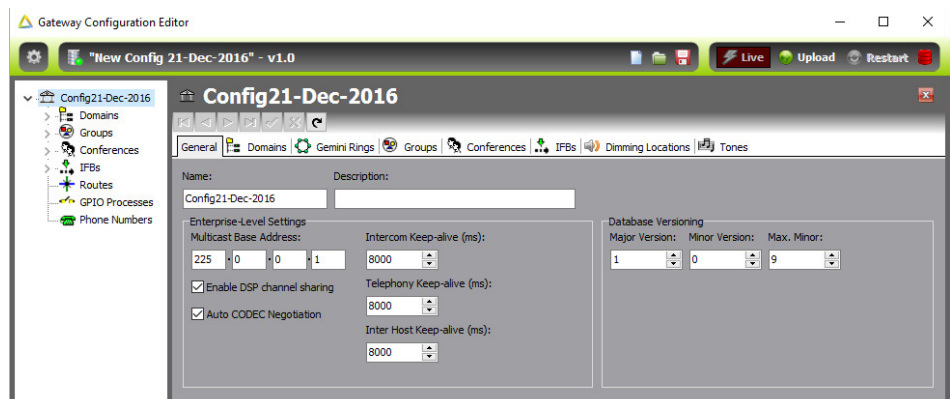 Gateway Configuration Editor
"New Config 21-Dec-2016" - v1.0
Live
Upload
Restart
Config21-Dec-2016
Domains
Groups
Conferences
IFBs
Routes
GPIO Processes
Phone Numbers
Config21-Dec-2016
General Domains Gemini Rings Groups Conferences IFBs Dimming Locations Tones
Name: Description:
Config21-Dec-2016
Enterprise-Level Settings
Multicast Base Address: Intercom Keep-alive (ms):
225 . 0 . 0 . 1 8000
Enable DSP channel sharing
Telephony Keep-alive (ms):
8000
Auto CODEC Negotiation
Inter Host Keep-alive (ms):
8000
Database Versioning
Major Version: Minor Version: Max. Minor:
1 0 9